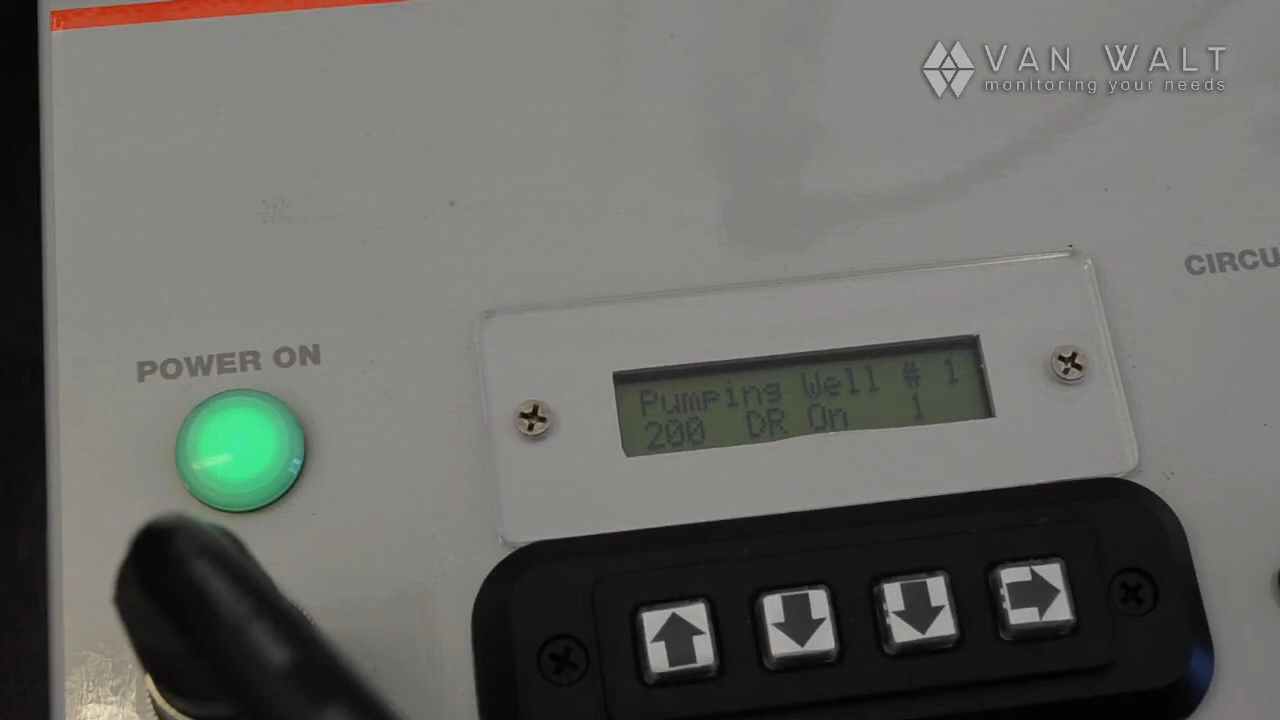 VAN WALT
monitoring your needs
CIRCU
POWER ON
Pumping Well # 1
200 DR On 1